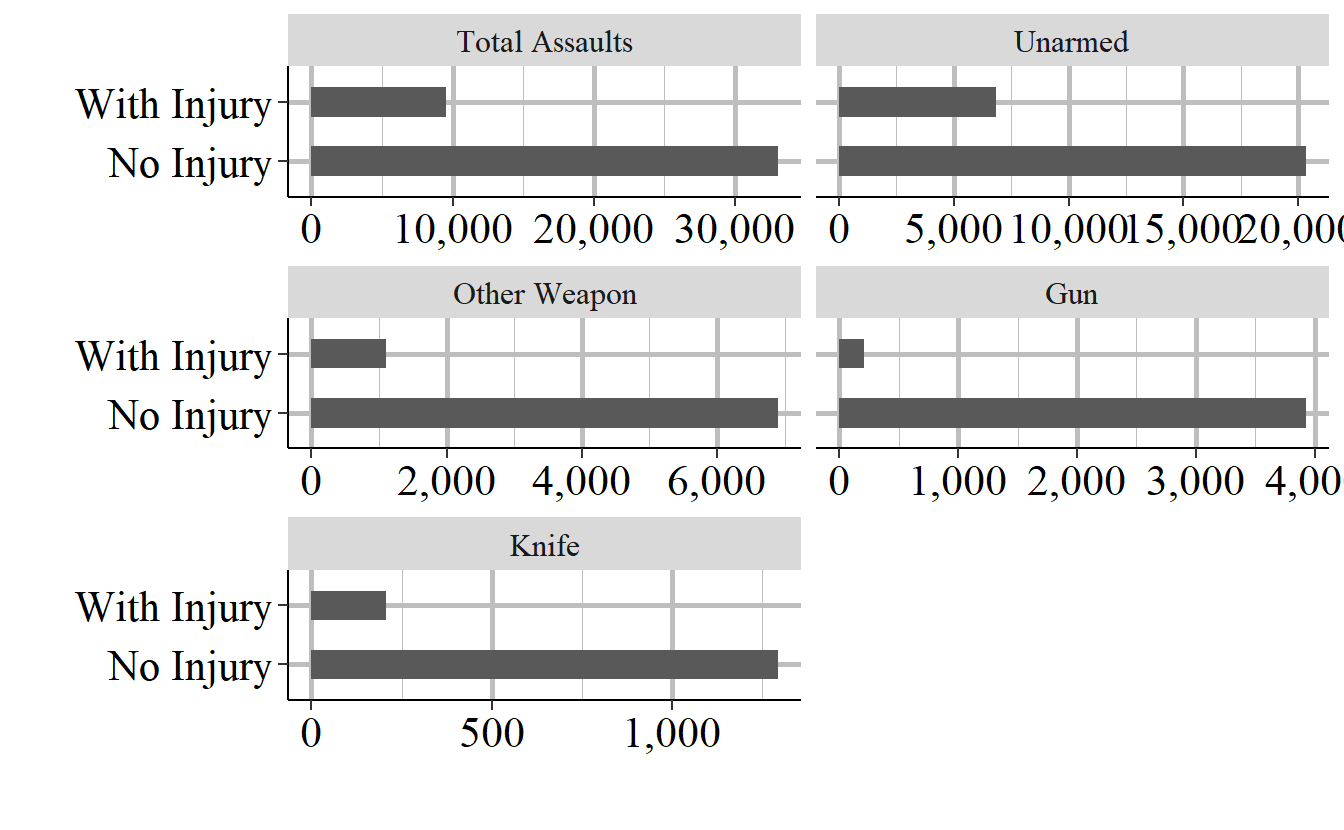 Total Assaults Unarmed
With Injury
No Injury
0 10,000 20,000 30,000 0 5,000 10,000 15,000 20,000
Other Weapon Gun
With Injury
No Injury
0 2,000 4,000 6,000 0 1,000 2,000 3,000 4,00
Knife
With Injury
No Injury
0 500 1,000